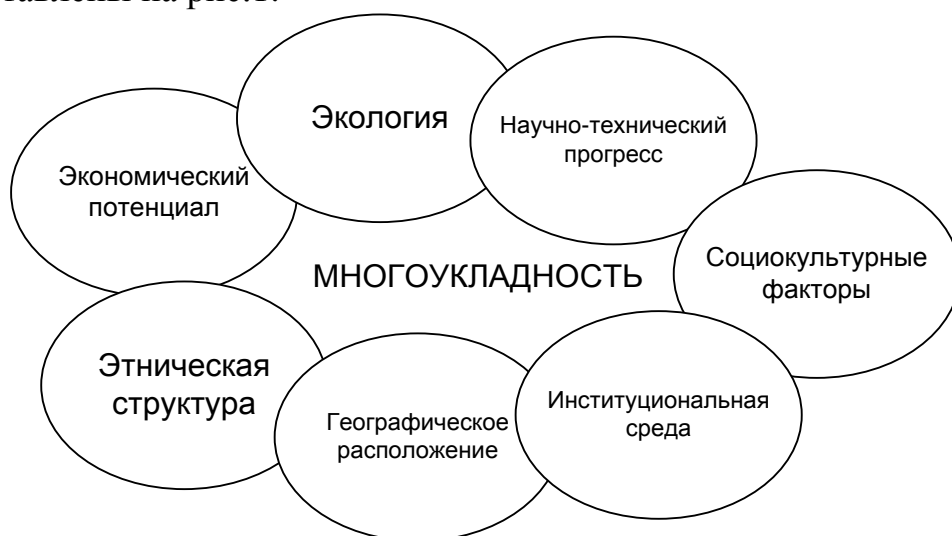 Экология
Научно-технический
прогресс
Экономический
потенциал
МНОГОУКЛАДНОСТЬ
Социокультурные
факторы
Этническая
структура
Географическое
расположение
Институциональная
среда